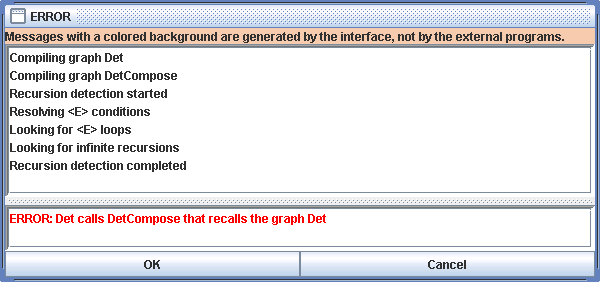 ERROR
Messages with a colored background are generated by the interface, not by the external programs.
Compiling graph Det
Compiling graph DetCompose
Recursion detection started
Resolving <E> conditions
Looking for <E> loops
Looking for infinite recursions
Recursion detection completed
ERROR: Det calls DetCompose that recalls the graph Det
OK
Cancel